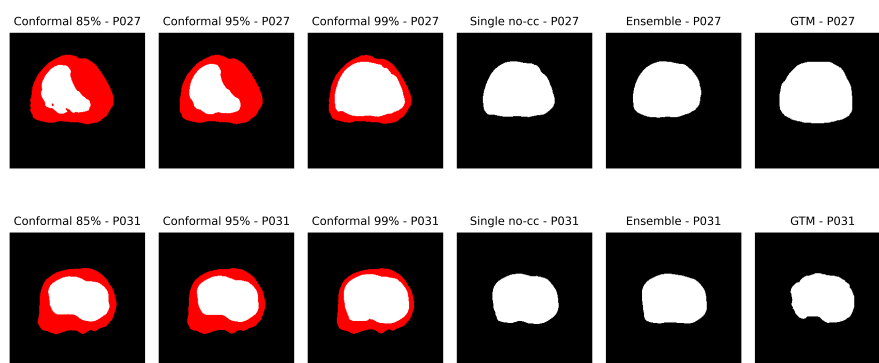 Conformal 85% - P027
Conformal 95% - P027
Conformal 99% - P027
Single no-cc - P027
Ensemble - P027
GTM - P027
Conformal 85% - P031
Conformal 95% - P031
Conformal 99% - P031
Single no-cc - P031
Ensemble - P031
GTM - P031